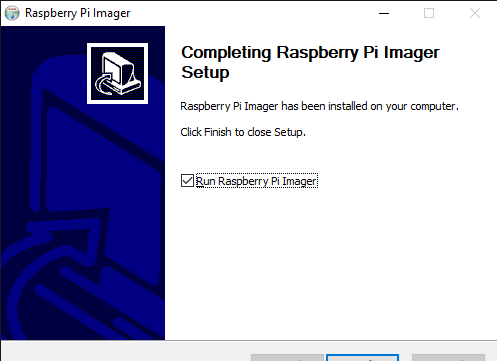 Raspberry Pi Imager
Completing Raspberry Pi Imager
Setup
Raspberry Pi Imager has been installed on your computer.
Click Finish to close Setup.
Run Raspberry Pi Imager